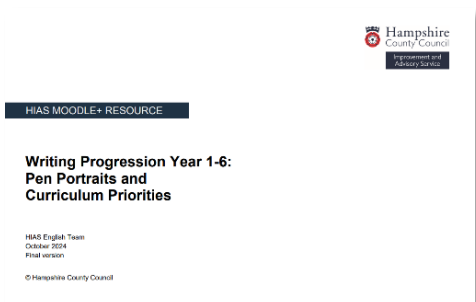 Hampshire
County Council
Improvement and
Advisory Service
HIAS MOODLE+ RESOURCE
Writing Progression Year 1-6:
Pen Portraits and
Curriculum Priorities
HIAS English Team
October 2024
Final version
© Hampshire County Council